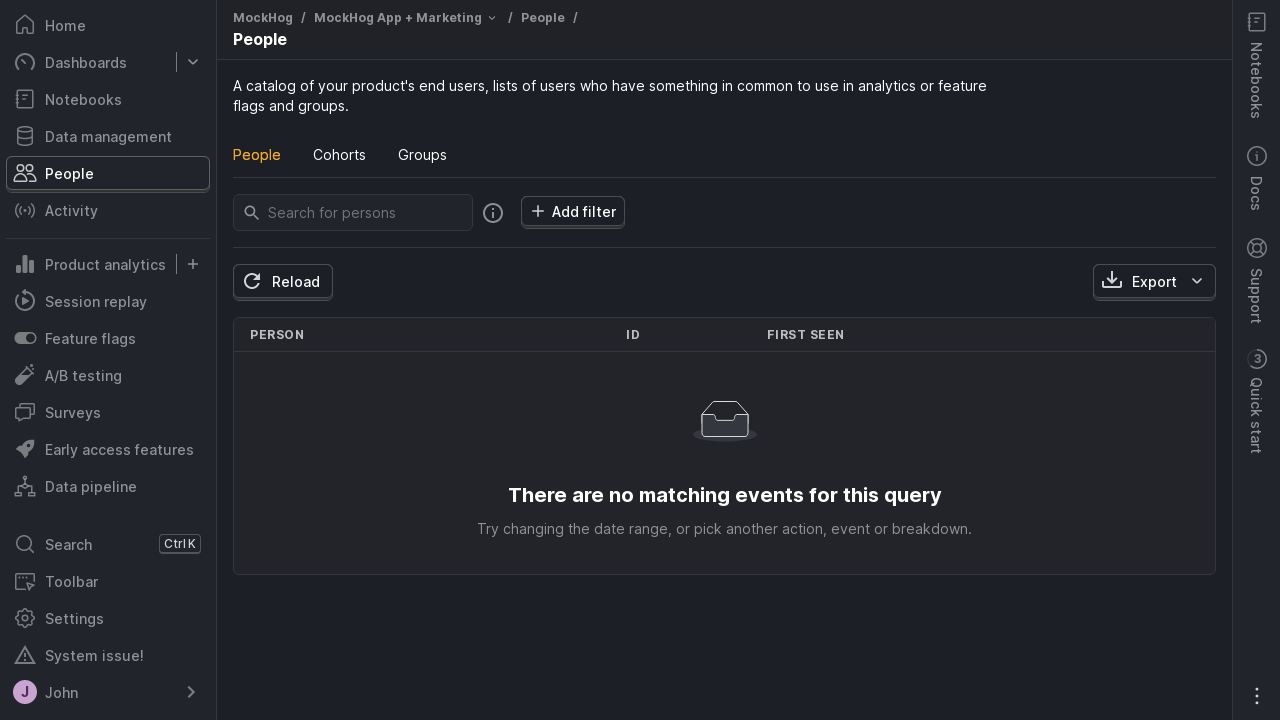 Home
Dashboards
Notebooks
Data management
People
Activity
Product analytics
Session replay
Feature flags
A/B testing
Surveys
Early access features
Data pipeline
Search Ctrl K
Toolbar
Settings
System issue!
J John
MockHog / MockHog App + Marketing / People /
People
A catalog of your product's end users, lists of users who have something in common to use in analytics or feature
flags and groups.
People Cohorts Groups
Search for persons Add filter
Reload Export
PERSON ID FIRST SEEN
There are no matching events for this query
Try changing the date range, or pick another action, event or breakdown.
Notebooks
Docs
Support
3 Quick start